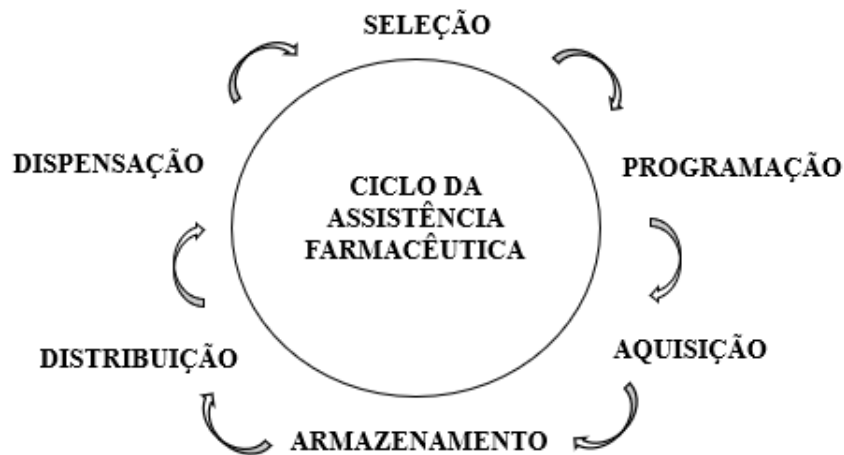 SELEÇÃO
DISPENSAÇÃO
PROGRAMAÇÃO
CICLO DA
ASSISTÊNCIA
FARMACÊUTICA
DISTRIBUIÇÃO
AQUISIÇÃO
ARMAZENAMENTO